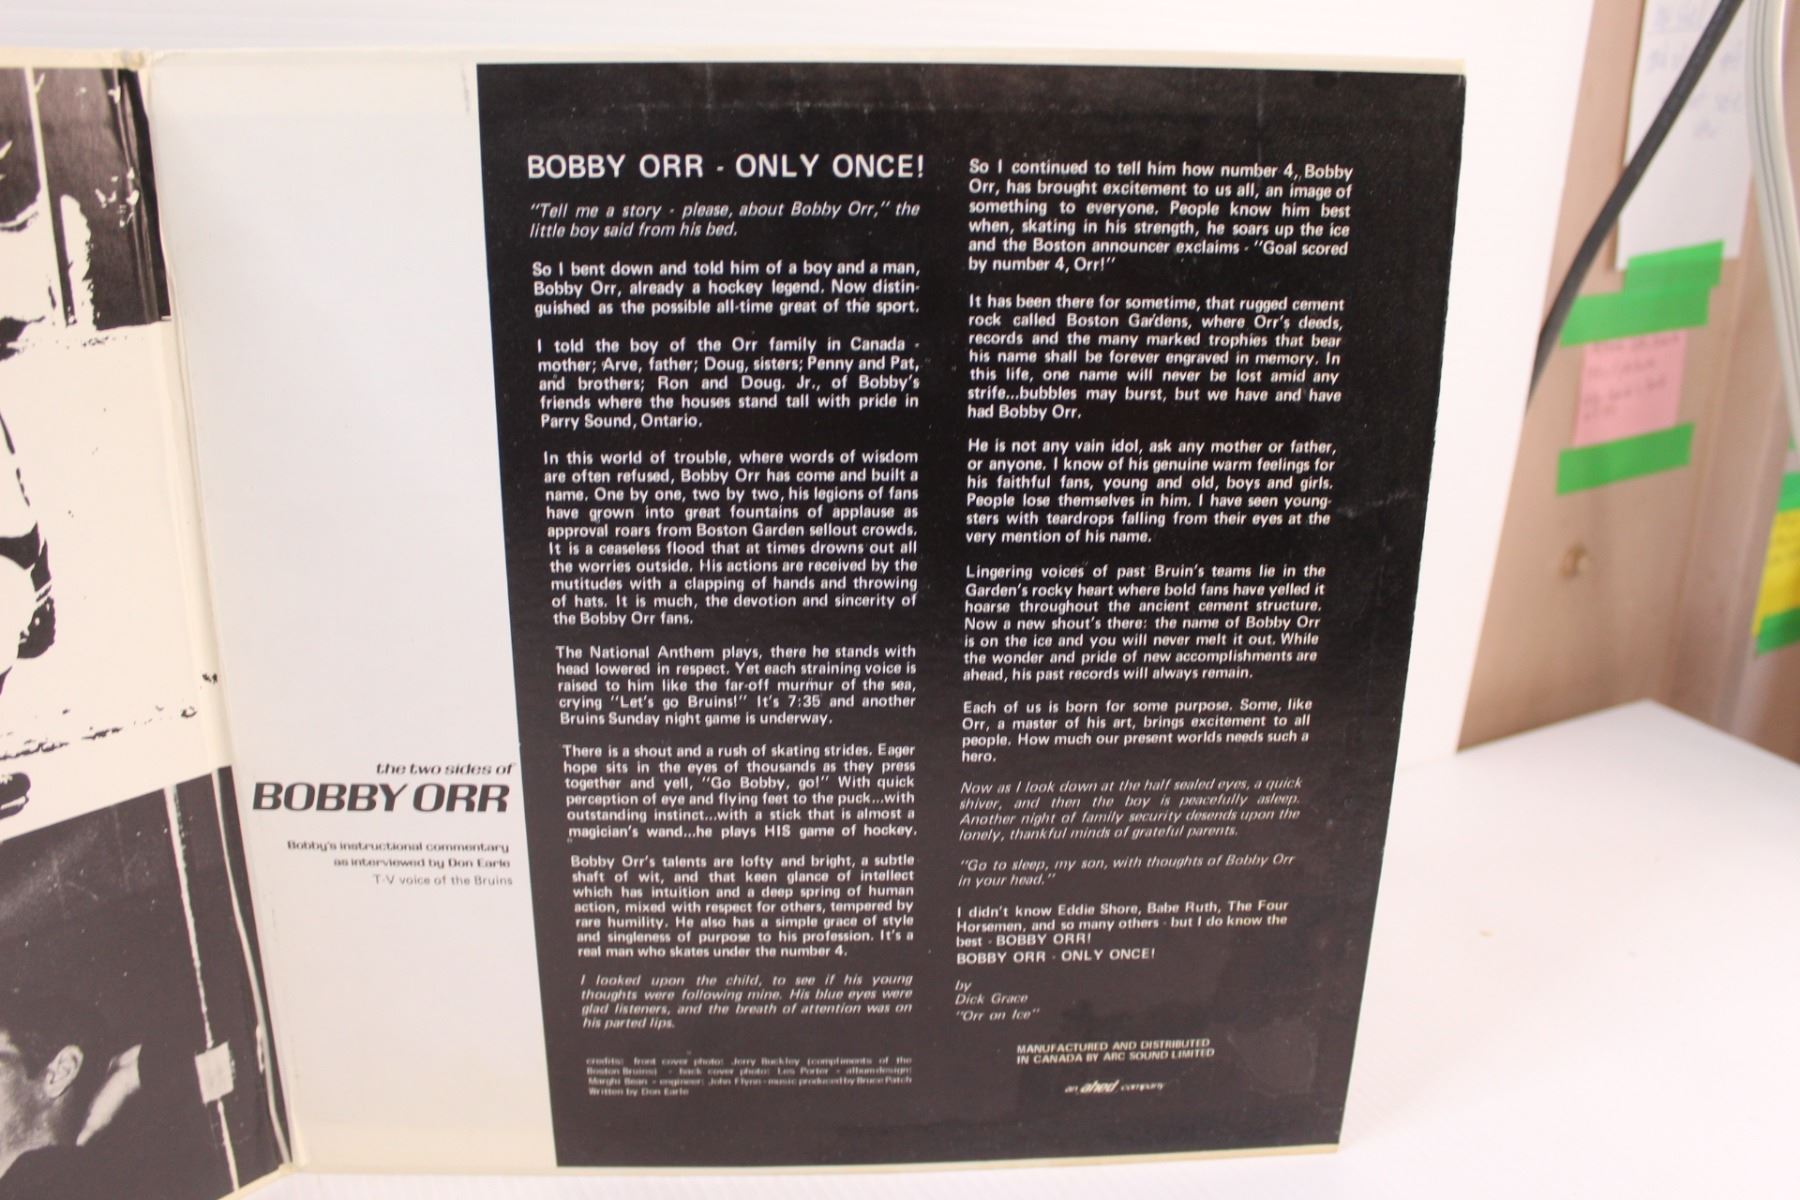 the two sides of
BOBBY ORR
Bobby's instructional commentary
as interviewed by Don Earle
T-V voice of the Bruins
BOBBY ORR - ONLY ONCE!
"Tell me a story - please, about Bobby Orr," the
little boy said from his bed.
So I bent down and told him of a boy and a man,
Bobby Orr, already a hockey legend. Now distin-
guished as the possible all-time great of the sport.
I told the boy of the Orr family in Canada -
mother; Arve, father; Doug, sisters; Penny and Pat,
and brothers; Ron and Doug. Jr., of Bobby's
friends where the houses stand tall with pride in
Parry Sound, Ontario.
In this world of trouble, where words of wisdom
are often refused, Bobby Orr has come and built a
name. One by one, two by two, his legions of fans
have grown into great fountains of applause as
approval roars from Boston Garden sellout crowds.
It is a ceaseless flood that at times drowns out all
the worries outside. His actions are received by the
mutitudes with a clapping of hands and throwing
of hats. It is much, the devotion and sincerity of
the Bobby Orr fans.
The National Anthem plays, there he stands with
head lowered in respect. Yet each straining voice is
raised to him like the far-off murmur of the sea,
crying "Let's go Bruins!" It's 7:35 and another
Bruins Sunday night game is underway.
There is a shout and a rush of skating strides. Eager
hope sits in the eyes of thousands as they press
together and yell, "Go Bobby, go!" With quick
perception of eye and flying feet to the puck...with
outstanding instinct...with a stick that is almost a
magician's wand...he plays HIS game of hockey.
Bobby Orr's talents are lofty and bright, a subtle
shaft of wit, and that keen glance of intellect
which has intuition and a deep spring of human
action, mixed with respect for others, tempered by
rare humility. He also has a simple grace of style
and singleness of purpose to his profession. It's a
real man who skates under the number 4.
I looked upon the child, to see if his young
thoughts were following mine. His blue eyes were
glad listeners, and the breath of attention was on
his parted lips.
credits: front cover photo: Jerry Buckley (compliments of the
Boston Bruins) - back cover photo: Les Porter - album design:
Marghi Bean - engineer: John Flynn - music produced by Bruce Patch
Written by Don Earle
So I continued to tell him how number 4, Bobby
Orr, has brought excitement to us all, an image of
something to everyone. People know him best
when, skating in his strength, he soars up the ice
and the Boston announcer exclaims - "Goal scored
by number 4, Orr!"
It has been there for sometime, that rugged cement
rock called Boston Gardens, where Orr's deeds,
records and the many marked trophies that bear
his name shall be forever engraved in memory. In
this life, one name will never be lost amid any
strife...bubbles may burst, but we have and have
had Bobby Orr.
He is not any vain idol, ask any mother or father,
or anyone. I know of his genuine warm feelings for
his faithful fans, young and old, boys and girls.
People lose themselves in him. I have seen young-
sters with teardrops falling from their eyes at the
very mention of his name.
Lingering voices of past Bruin's teams lie in the
Garden's rocky heart where bold fans have yelled it
hoarse throughout the ancient cement structure.
Now a new shout's there: the name of Bobby Orr
is on the ice and you will never melt it out. While
the wonder and pride of new accomplishments are
ahead, his past records will always remain.
Each of us is born for some purpose. Some, like
Orr, a master of his art, brings excitement to all
people. How much our present worlds needs such a
hero.
Now as I look down at the half sealed eyes, a quick
shiver, and then the boy is peacefully asleep.
Another night of family security desends upon the
lonely, thankful minds of grateful parents.
"Go to sleep, my son, with thoughts of Bobby Orr
in your head."
I didn't know Eddie Shore, Babe Ruth, The Four
Horsemen, and so many others - but I do know the
best - BOBBY ORR!
BOBBY ORR - ONLY ONCE!
by
Dick Grace
"Orr on Ice"
MANUFACTURED AND DISTRIBUTED
IN CANADA BY ARC SOUND LIMITED
an ahed company